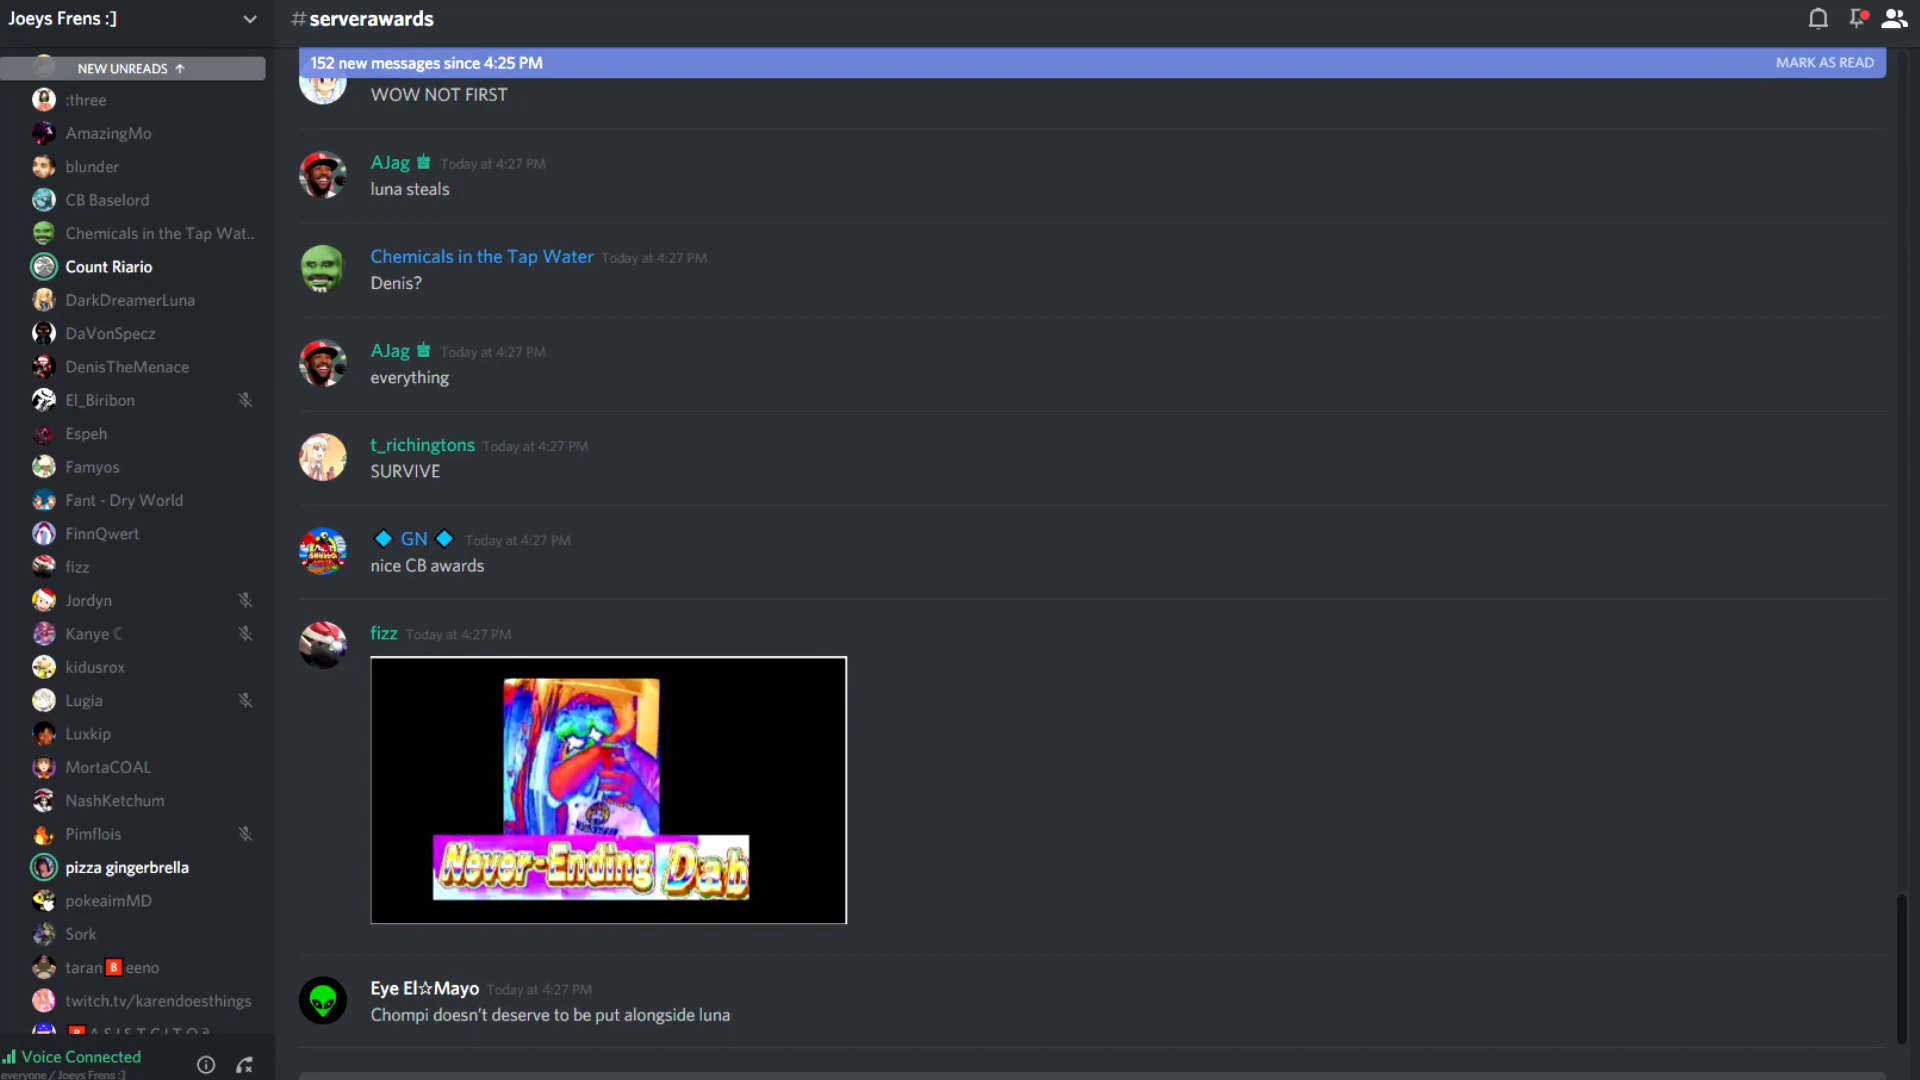 Joeys Frens :]
NEW UNREADS ↑
:three
AmazingMo
blunder
CB Baselord
Chemicals in the Tap Wat..
Count Riario
DarkDreamerLuna
DaVonSpecz
DenisTheMenace
El_Biribon
Espeh
Famyos
Fant - Dry World
FinnQwert
fizz
Jordyn
Kanye ☾
kidusrox
Lugia
Luxkip
MortaCOAL
NashKetchum
Pimflois
pizza gingerbrella
pokeaimMD
Sork
taran🅱eeno
twitch.tv/karendoesthings
Voice Connected
everyone / Joeys Frens :]
#serverawards
152 new messages since 4:25 PM
MARK AS READ
WOW NOT FIRST
AJag Today at 4:27 PM
luna steals
Chemicals in the Tap Water Today at 4:27 PM
Denis?
AJag Today at 4:27 PM
everything
t_richingtons Today at 4:27 PM
SURVIVE
🔷 GN 🔷 Today at 4:27 PM
nice CB awards
fizz Today at 4:27 PM
Never-Ending Dab
Eye El☆Mayo Today at 4:27 PM
Chompi doesn't deserve to be put alongside luna